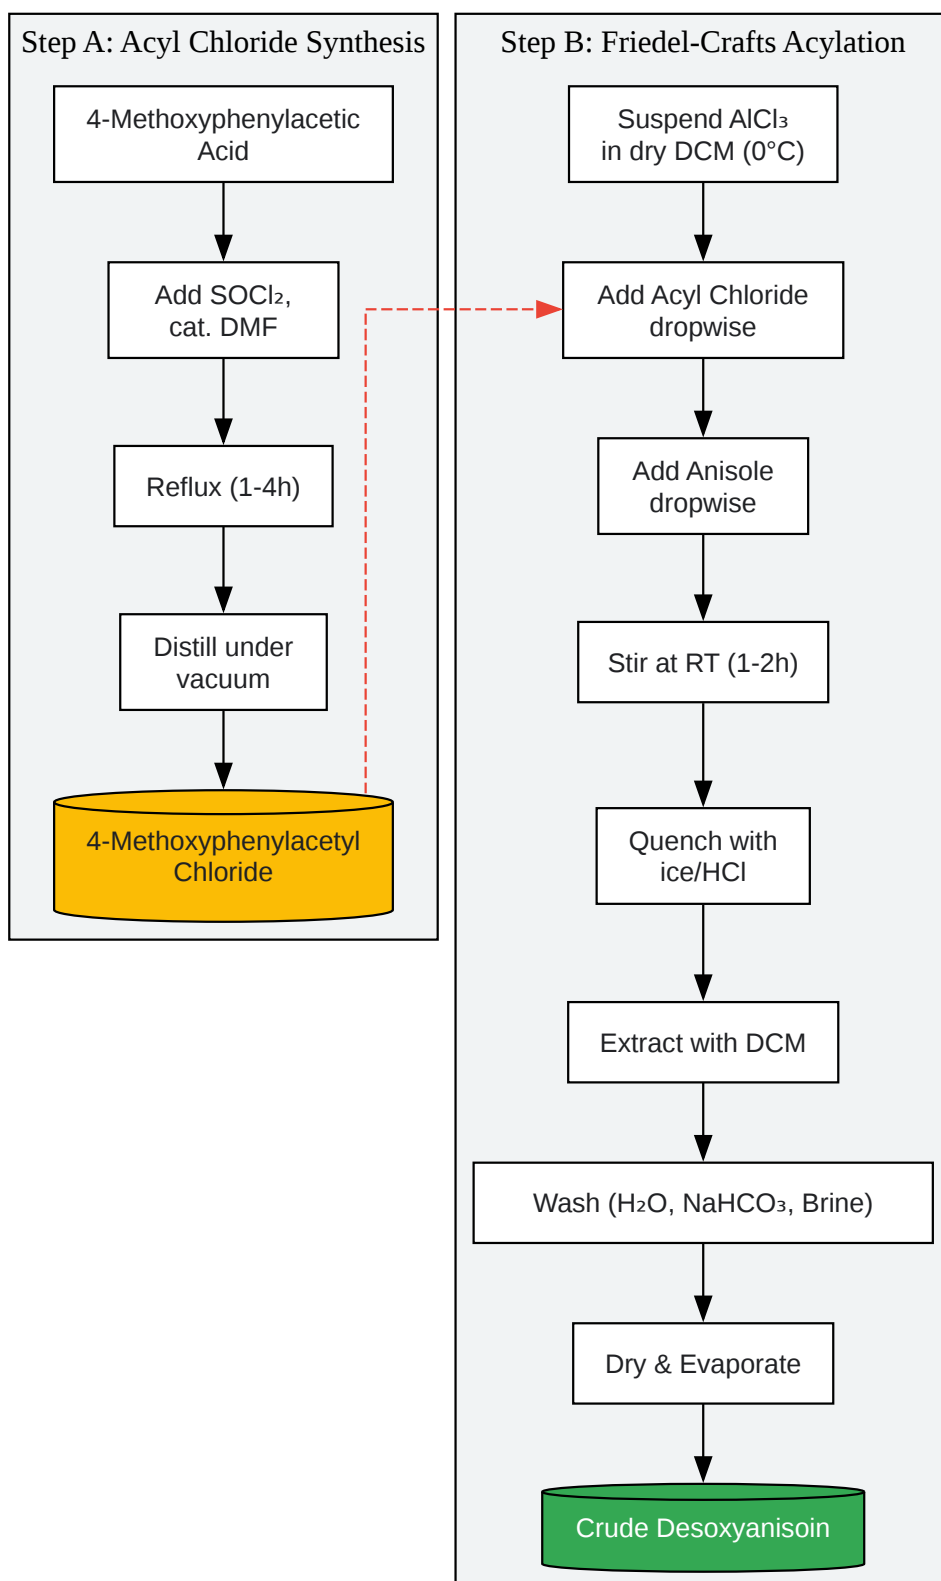 Step A: Acyl Chloride Synthesis
4-Methoxyphenylacetic
Acid
Add SOCl₂,
cat. DMF
Reflux (1-4h)
Distill under
vacuum
4-Methoxyphenylacetyl
Chloride
Step B: Friedel-Crafts Acylation
Suspend AlCl₃
in dry DCM (0°C)
Add Acyl Chloride
dropwise
Add Anisole
dropwise
Stir at RT (1-2h)
Quench with
ice/HCl
Extract with DCM
Wash (H₂O, NaHCO₃, Brine)
Dry & Evaporate
Crude Desoxyanisoin